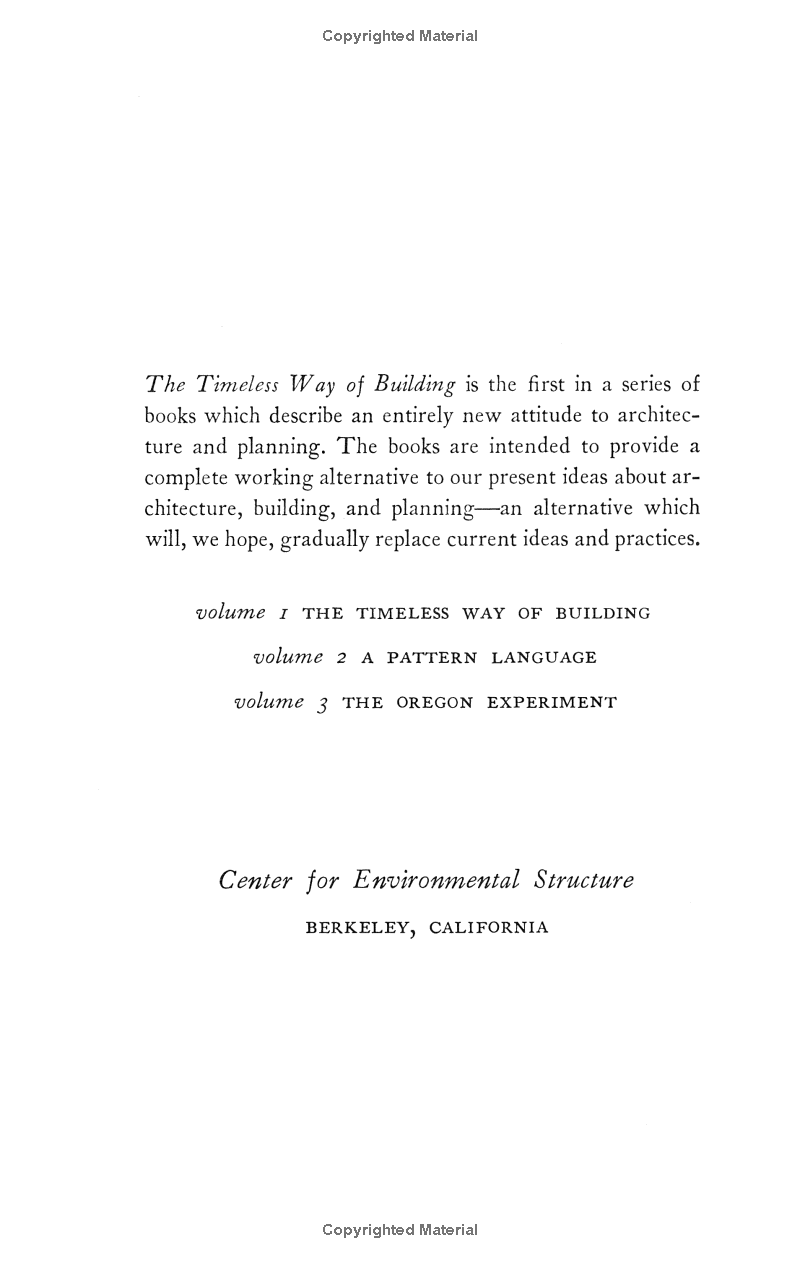 Copyrighted Material
The Timeless Way of Building is the first in a series of
books which describe an entirely new attitude to architec-
ture and planning. The books are intended to provide a
complete working alternative to our present ideas about ar-
chitecture, building, and planning—an alternative which
will, we hope, gradually replace current ideas and practices.
volume 1 THE TIMELESS WAY OF BUILDING
volume 2 A PATTERN LANGUAGE
volume 3 THE OREGON EXPERIMENT
Center for Environmental Structure
BERKELEY, CALIFORNIA
Copyrighted Material